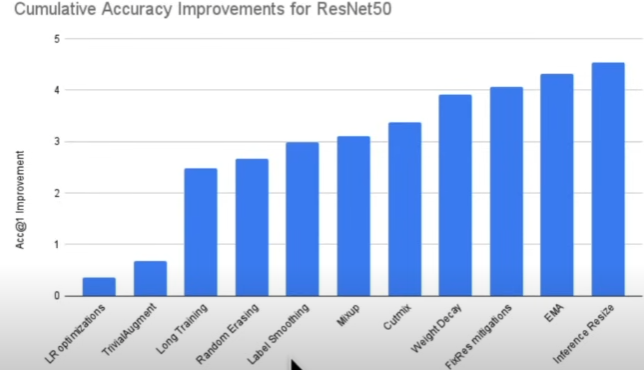 Cumulative Accuracy Improvements for ResNet50
5
4
3
2
1
0
Acc@1 Improvement
LR optimizations
TrivialAugment
Long Training
Random Erasing
Label Smoothing
Mixup
Cutmix
Weight Decay
FixRes mitigations
EMA
Inference Resize